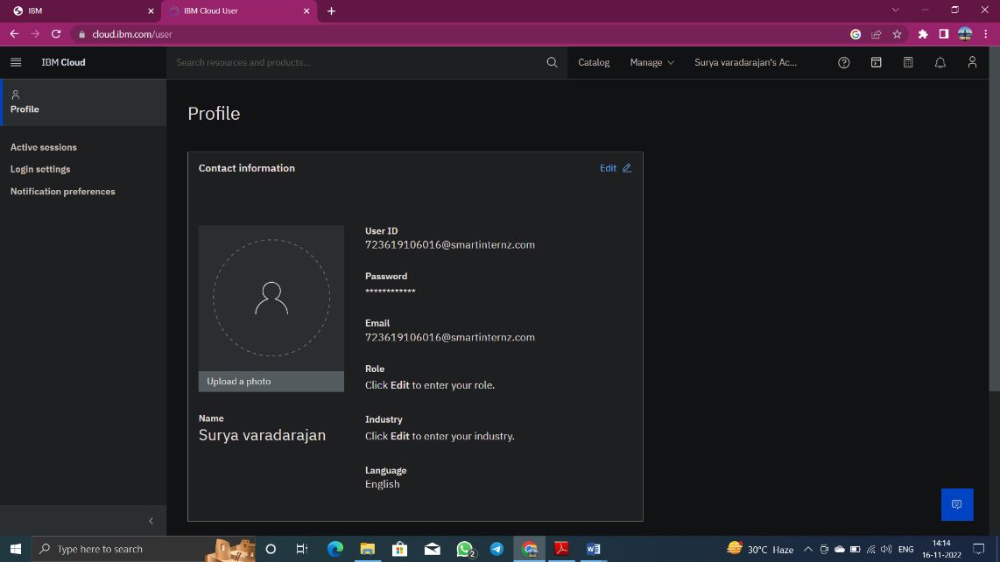 IBM
IBM Cloud User
cloud.ibm.com/user
IBM Cloud
Search resources and products...
Catalog
Manage
Surya varadarajan's Ac...
Profile
Active sessions
Login settings
Notification preferences
Profile
Contact information
Edit
Upload a photo
Name
Surya varadarajan
User ID
723619106016@smartinternz.com
Password
************
Email
723619106016@smartinternz.com
Role
Click Edit to enter your role.
Industry
Click Edit to enter your industry.
Language
English
Type here to search
2
30°C Haze
ENG
14:14
16-11-2022